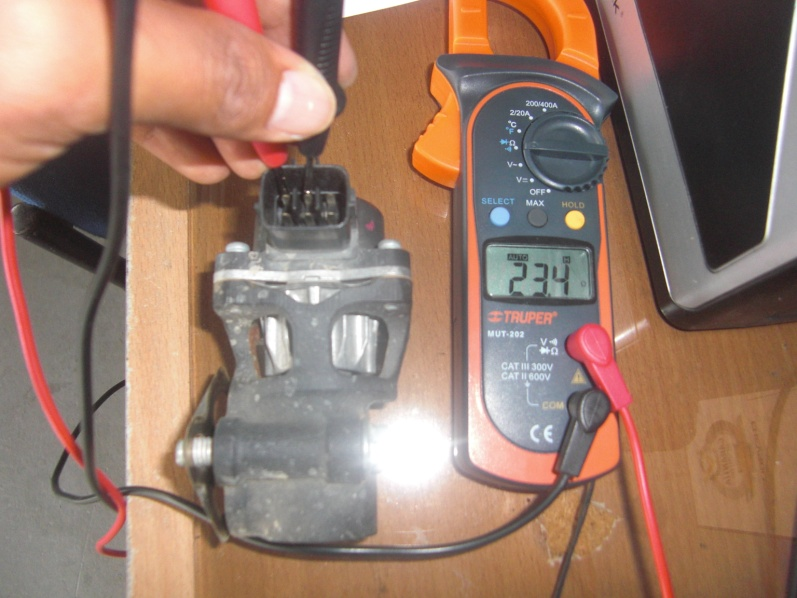 200/400A
2/20A
°C
°F
Ω
V~
V
OFF
SELECT MAX HOLD
AUTO H
23.4 Ω
TRUPER
MUT-202
V
Ω
CAT III 300V
CAT II 600V
COM
CE